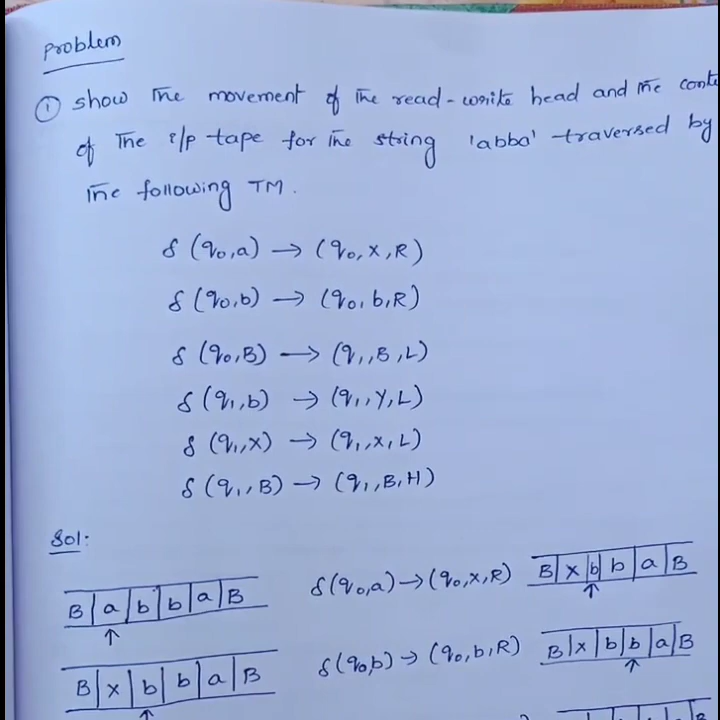 Problem
① show The movement of The read-write head and The conte
of The i/p tape for The string 'abba' traversed by
The following TM.
δ(q₀,a) → (q₀,x,R)
δ(q₀,b) → (q₀,b,R)
δ(q₀,B) → (q₁,B,L)
δ(q₁,b) → (q₁,y,L)
δ(q₁,x) → (q₁,x,L)
δ(q₁,B) → (q₁,B,H)
Sol:
B|a|b|b|a|B δ(q₀,a)→(q₀,x,R) B|x|b|b|a|B
↑ ↑
B|x|b|b|a|B δ(q₀,b)→(q₀,b,R) B|x|b|b|a|B
↑ ↑